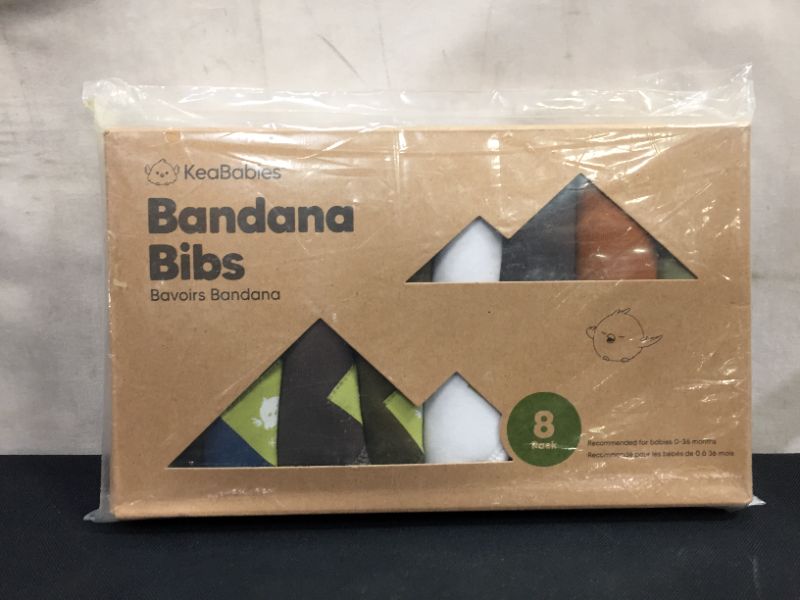 KeaBabies
Bandana
Bibs
Bavoirs Bandana
8
Pack
Recommended for babies 0-36 months
Recommandé pour les bébés de 0 à 36 mois